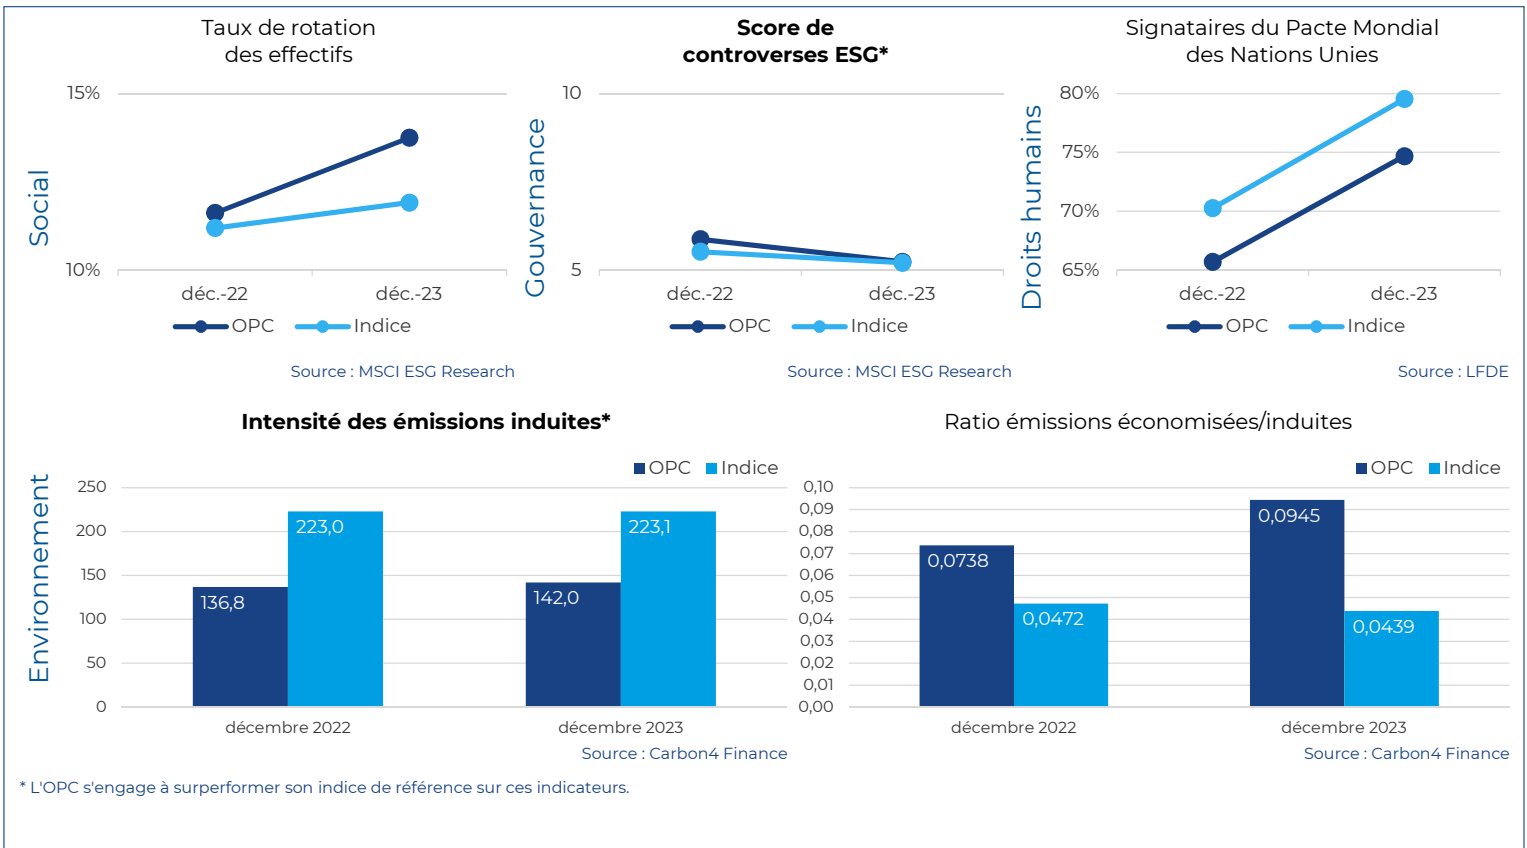 Taux de rotation
des effectifs
Social
15%
10%
déc.-22
déc.-23
OPC
Indice
Source : MSCI ESG Research
Score de
controverses ESG*
Gouvernance
10
5
déc.-22
déc.-23
OPC
Indice
Source : MSCI ESG Research
Signataires du Pacte Mondial
des Nations Unies
Droits humains
80%
75%
70%
65%
déc.-22
déc.-23
OPC
Indice
Source : LFDE
Intensité des émissions induites*
Environnement
OPC
Indice
250
200
150
100
50
0
136,8
223,0
142,0
223,1
décembre 2022
décembre 2023
Source : Carbon4 Finance
Ratio émissions économisées/induites
OPC
Indice
0,10
0,09
0,08
0,07
0,06
0,05
0,04
0,03
0,02
0,01
0,00
0,0738
0,0472
0,0945
0,0439
décembre 2022
décembre 2023
Source : Carbon4 Finance
* L'OPC s'engage à surperformer son indice de référence sur ces indicateurs.